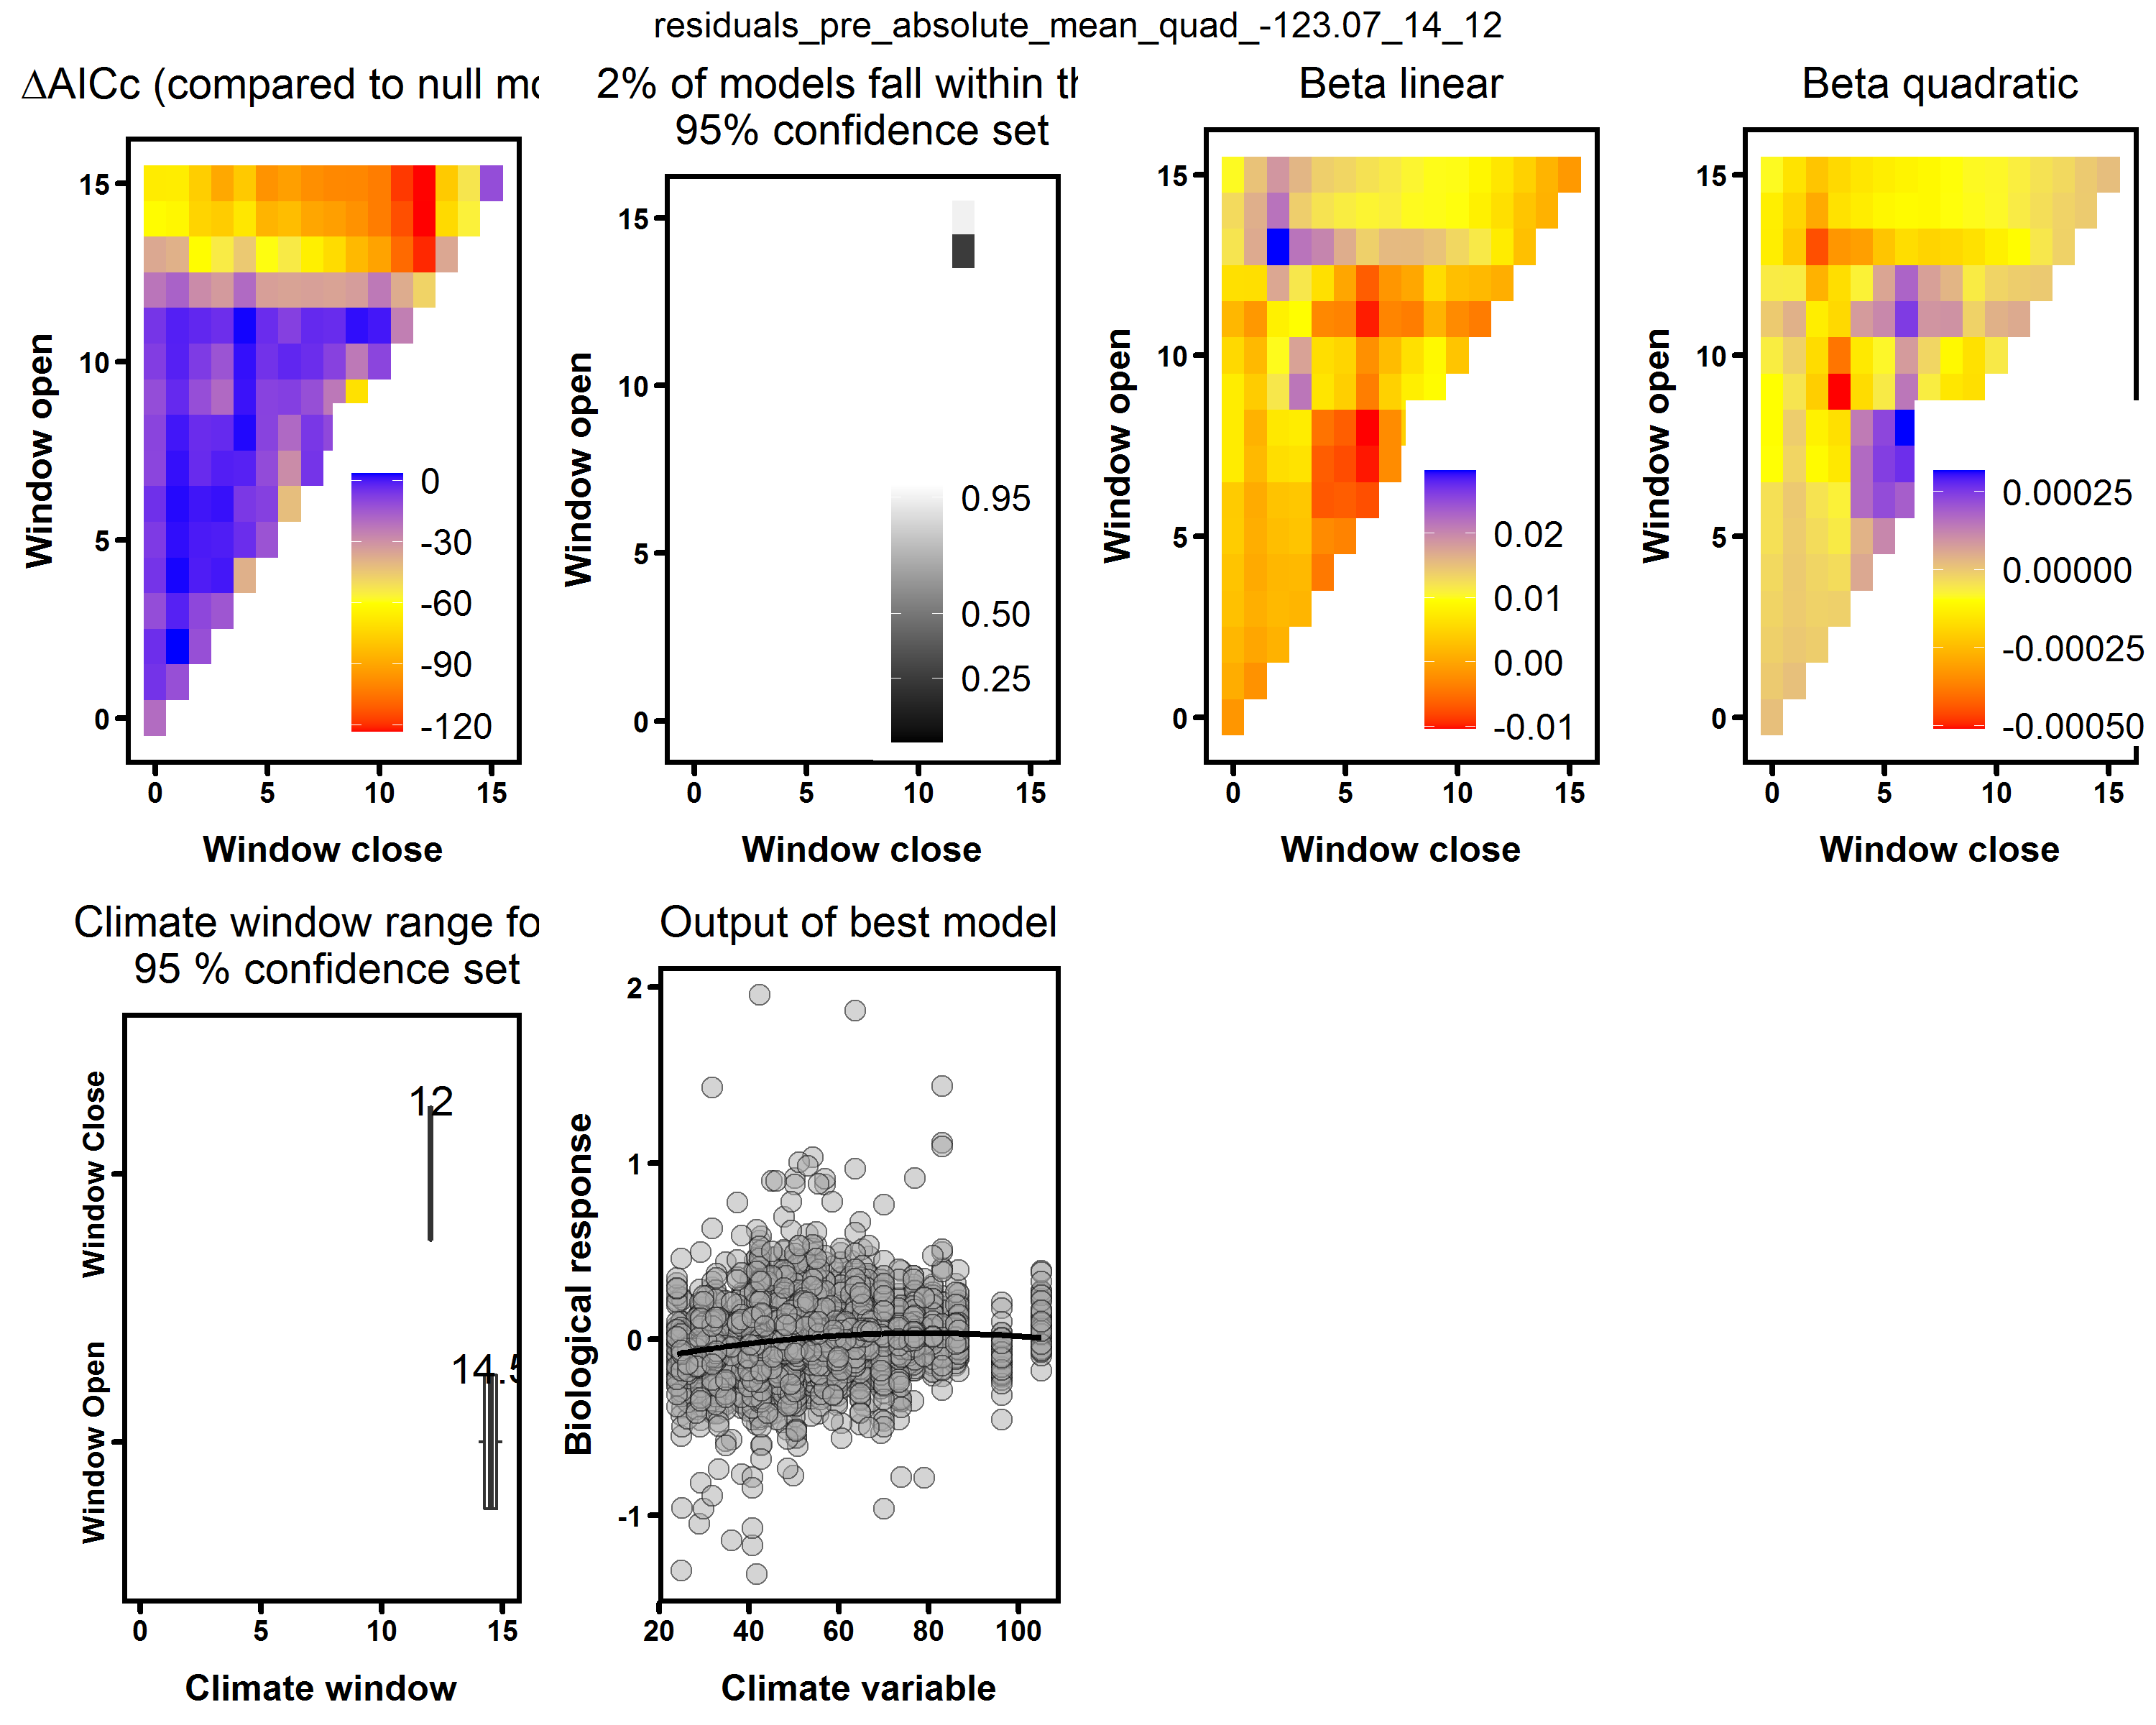 residuals_pre_absolute_mean_quad_-123.07_14_12
ΔAICc (compared to null mo
Window open
15
10
5
0
0
-30
-60
-90
-120
0 5 10 15
Window close
2% of models fall within th
95% confidence set
Window open
15
10
5
0
0.95
0.50
0.25
0 5 10 15
Window close
Beta linear
Window open
15
10
5
0
0.02
0.01
0.00
-0.01
0 5 10 15
Window close
Beta quadratic
Window open
15
10
5
0
0.00025
0.00000
-0.00025
-0.00050
0 5 10 15
Window close
Climate window range fo
95 % confidence set
Window Close
Window Open
12
14.5
0 5 10 15
Climate window
Output of best model
Biological response
2
1
0
-1
20 40 60 80 100
Climate variable